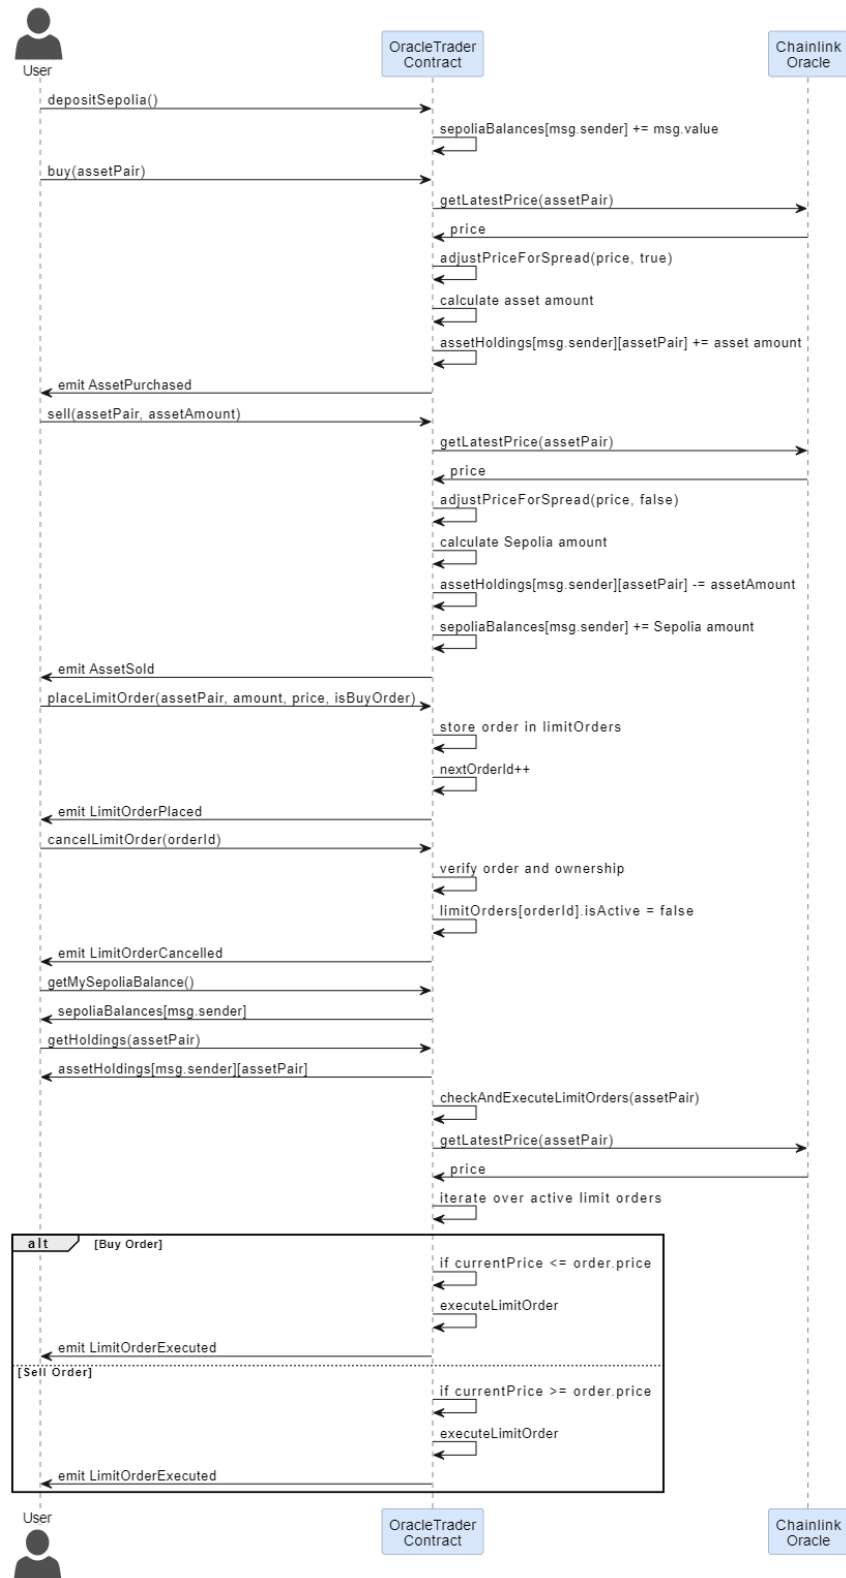 User
OracleTrader
Contract
Chainlink
Oracle
depositSepolia()
sepoliaBalances[msg.sender] += msg.value
buy(assetPair)
getLatestPrice(assetPair)
price
adjustPriceForSpread(price, true)
calculate asset amount
assetHoldings[msg.sender][assetPair] += asset amount
emit AssetPurchased
sell(assetPair, assetAmount)
getLatestPrice(assetPair)
price
adjustPriceForSpread(price, false)
calculate Sepolia amount
assetHoldings[msg.sender][assetPair] -= assetAmount
sepoliaBalances[msg.sender] += Sepolia amount
emit AssetSold
placeLimitOrder(assetPair, amount, price, isBuyOrder)
store order in limitOrders
nextOrderId++
emit LimitOrderPlaced
cancelLimitOrder(orderId)
verify order and ownership
limitOrders[orderId].isActive = false
emit LimitOrderCancelled
getMySepoliaBalance()
sepoliaBalances[msg.sender]
getHoldings(assetPair)
assetHoldings[msg.sender][assetPair]
checkAndExecuteLimitOrders(assetPair)
getLatestPrice(assetPair)
price
iterate over active limit orders
alt [Buy Order]
if currentPrice <= order.price
executeLimitOrder
emit LimitOrderExecuted
[Sell Order]
if currentPrice >= order.price
executeLimitOrder
emit LimitOrderExecuted
User
OracleTrader
Contract
Chainlink
Oracle